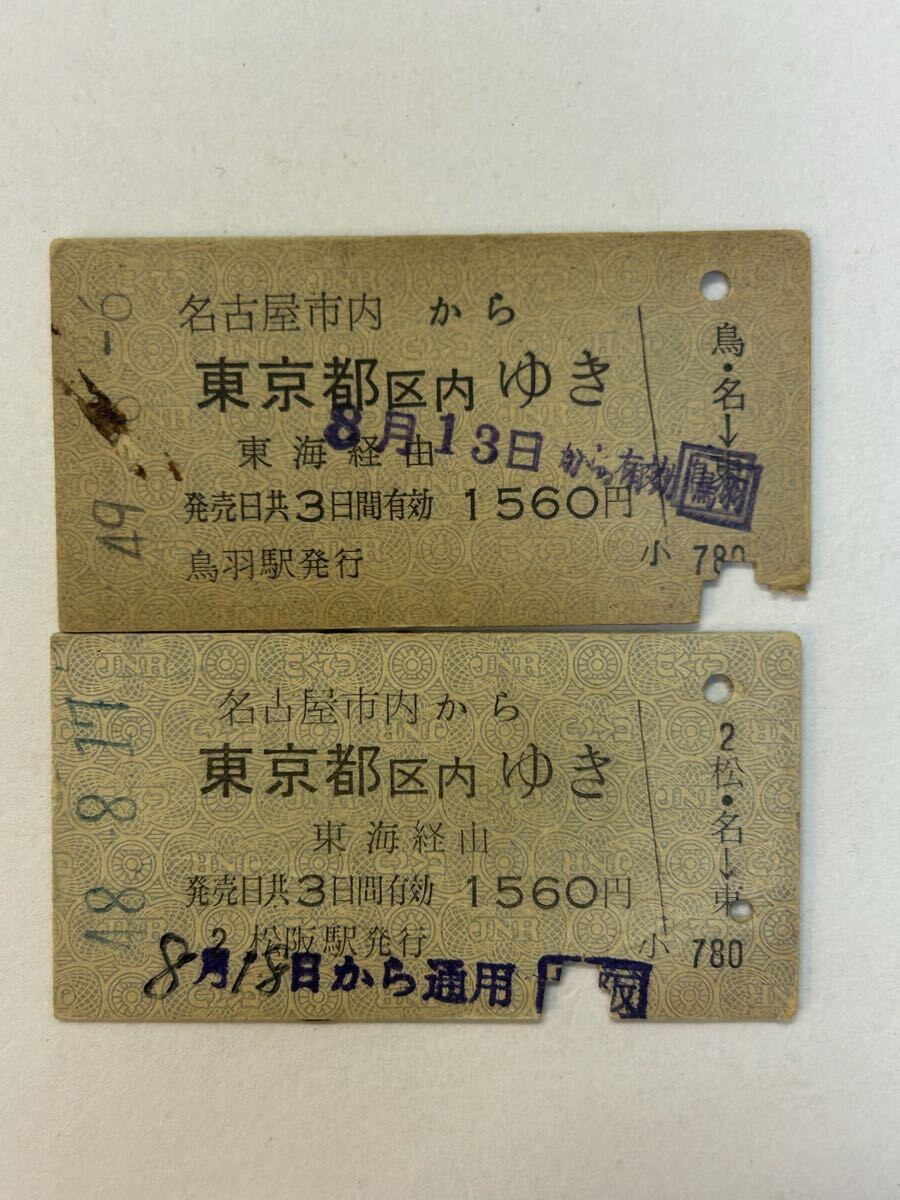 名古屋市内 から
東京都区内 ゆき
東海経由
8月13日から有効 鳥羽
発売日共3日間有効 1560円
鳥羽駅発行
小 780
鳥・名→東
名古屋市内から
東京都区内 ゆき
東海経由
発売日共3日間有効 1560円
2 松阪駅発行
小 780
8月18日から通用
2松・名→東
48-8.17
JNR
こくてつ